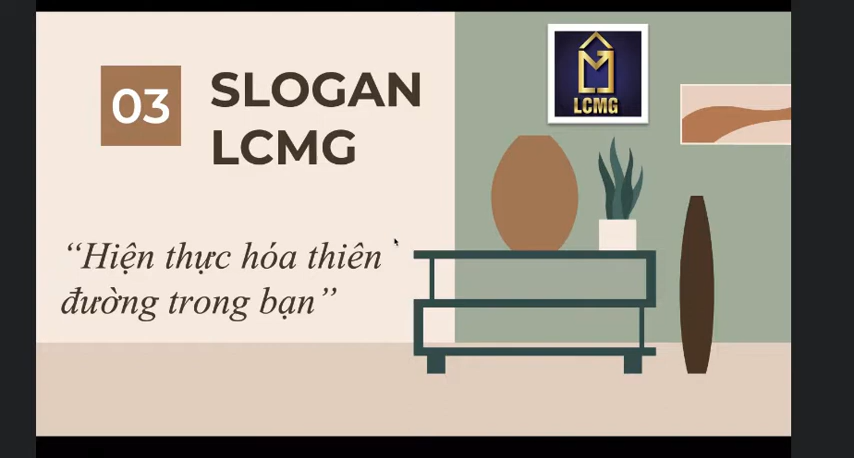 03
SLOGAN
LCMG
LCMG
“Hiện thực hóa thiên
đường trong bạn”